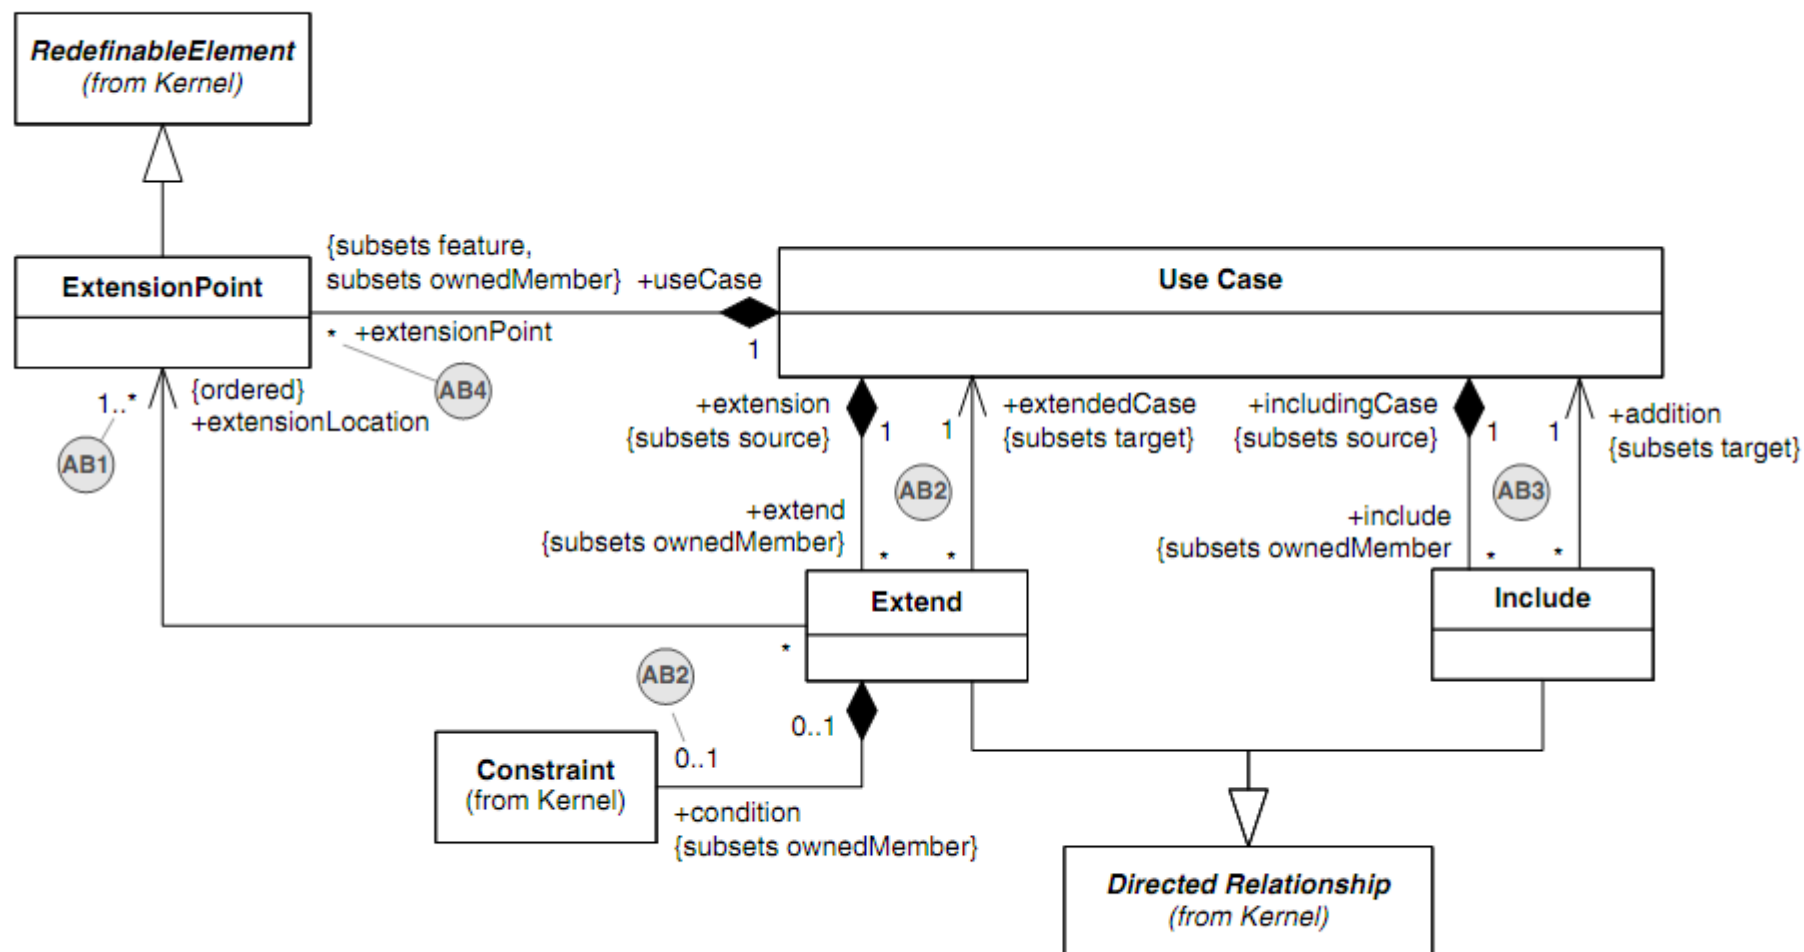 RedefinableElement
(from Kernel)
{subsets feature,
subsets ownedMember} +useCase
ExtensionPoint
Use Case
* +extensionPoint
1
AB4
1..*
{ordered}
+extensionLocation
AB1
+extension
{subsets source}
1
1
+extendedCase
{subsets target}
+includingCase
{subsets source}
1
1
+addition
{subsets target}
AB2
AB3
+extend
{subsets ownedMember}
*
*
+include
{subsets ownedMember
*
*
Extend
Include
*
AB2
0..1
0..1
Constraint
(from Kernel)
+condition
{subsets ownedMember}
Directed Relationship
(from Kernel)